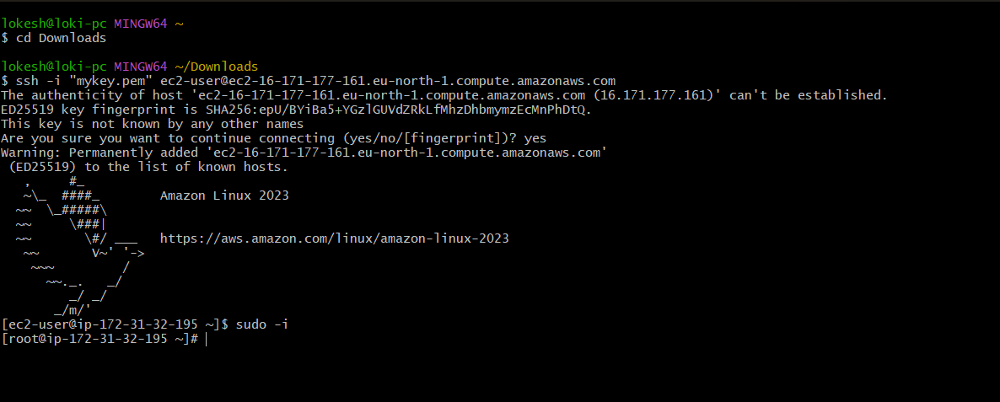 lokesh@loki-pc MINGW64 ~
$ cd Downloads
lokesh@loki-pc MINGW64 ~/Downloads
$ ssh -i "mykey.pem" ec2-user@ec2-16-171-177-161.eu-north-1.compute.amazonaws.com
The authenticity of host 'ec2-16-171-177-161.eu-north-1.compute.amazonaws.com (16.171.177.161)' can't be established.
ED25519 key fingerprint is SHA256:epU/BYiBa5+YGzlGUVdZRkLfMhzDhbmymzEcMnPhDtQ.
This key is not known by any other names
Are you sure you want to continue connecting (yes/no/[fingerprint])? yes
Warning: Permanently added 'ec2-16-171-177-161.eu-north-1.compute.amazonaws.com'
 (ED25519) to the list of known hosts.
   ,     #_
   ~\_  ####_        Amazon Linux 2023
  ~~  \_#####\
  ~~     \###|
  ~~       \#/ ___   https://aws.amazon.com/linux/amazon-linux-2023
   ~~       V~' '->
    ~~~         /
      ~~._.   _/
         _/ _/
       _/m/'
[ec2-user@ip-172-31-32-195 ~]$ sudo -i
[root@ip-172-31-32-195 ~]#